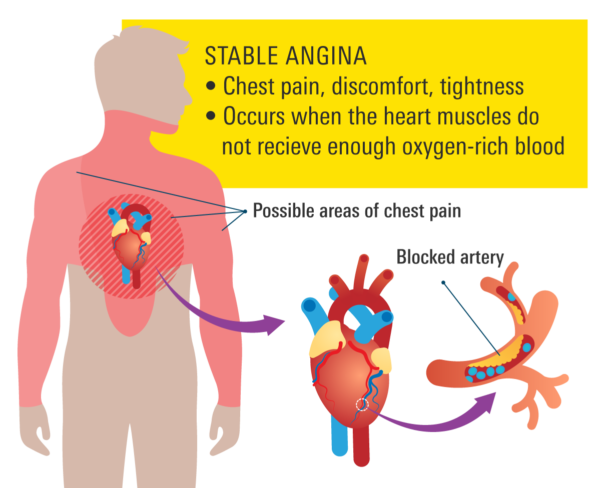 STABLE ANGINA
• Chest pain, discomfort, tightness
• Occurs when the heart muscles do
not recieve enough oxygen-rich blood
Possible areas of chest pain
Blocked artery